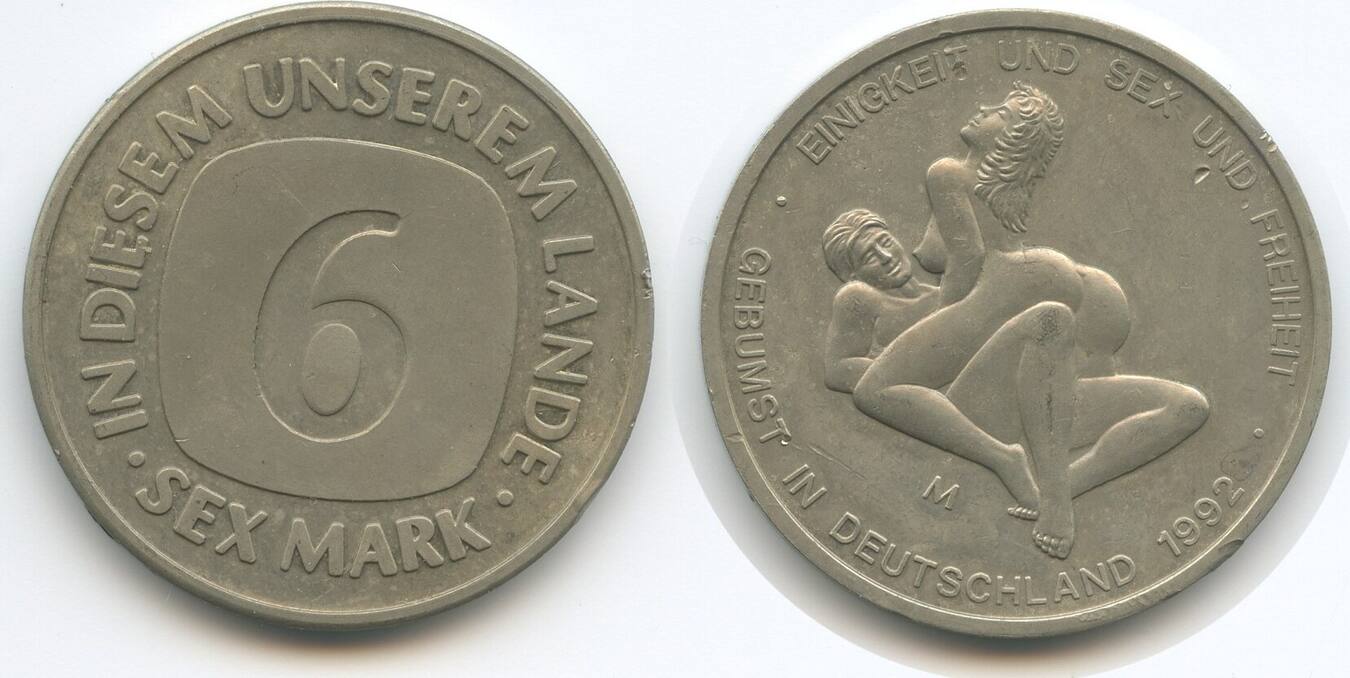 IN DIESEM UNSEREM LANDE
6
SEX MARK
EINIGKEIT UND SEX UND FREIHEIT
M
GEBUMST IN DEUTSCHLAND 1992